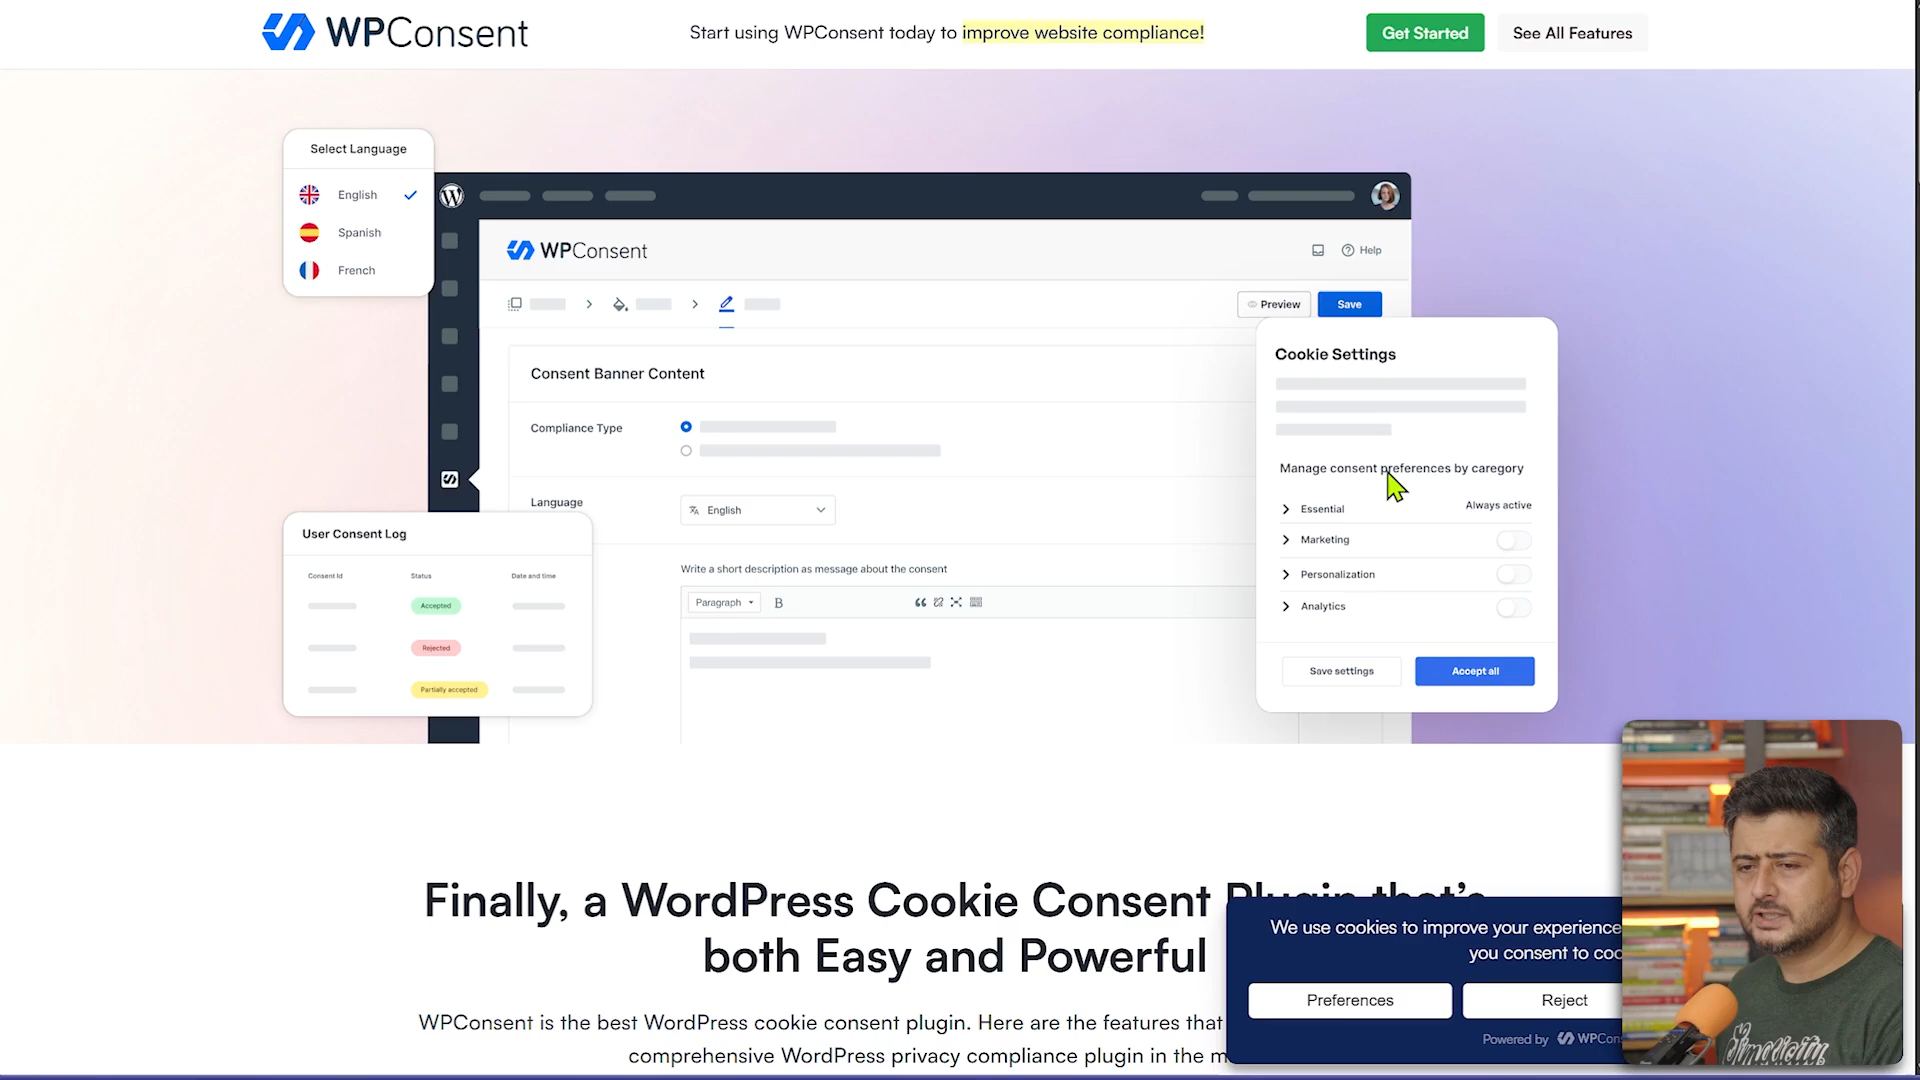 WPConsent
Start using WPConsent today to improve website compliance!
Get Started
See All Features
Select Language
English
Spanish
French
WPConsent
Help
Preview
Save
Consent Banner Content
Compliance Type
Language
English
Write a short description as message about the consent
Paragraph
B
Cookie Settings
Manage consent preferences by caregory
Essential
Always active
Marketing
Personalization
Analytics
Save settings
Accept all
User Consent Log
Consent Id
Status
Date and time
Accepted
Rejected
Partially accepted
Finally, a WordPress Cookie Consent Plugin that's
both Easy and Powerful
WPConsent is the best WordPress cookie consent plugin. Here are the features that
comprehensive WordPress privacy compliance plugin in the
We use cookies to improve your experience
you consent to
Preferences
Reject
Powered by
Simplicity